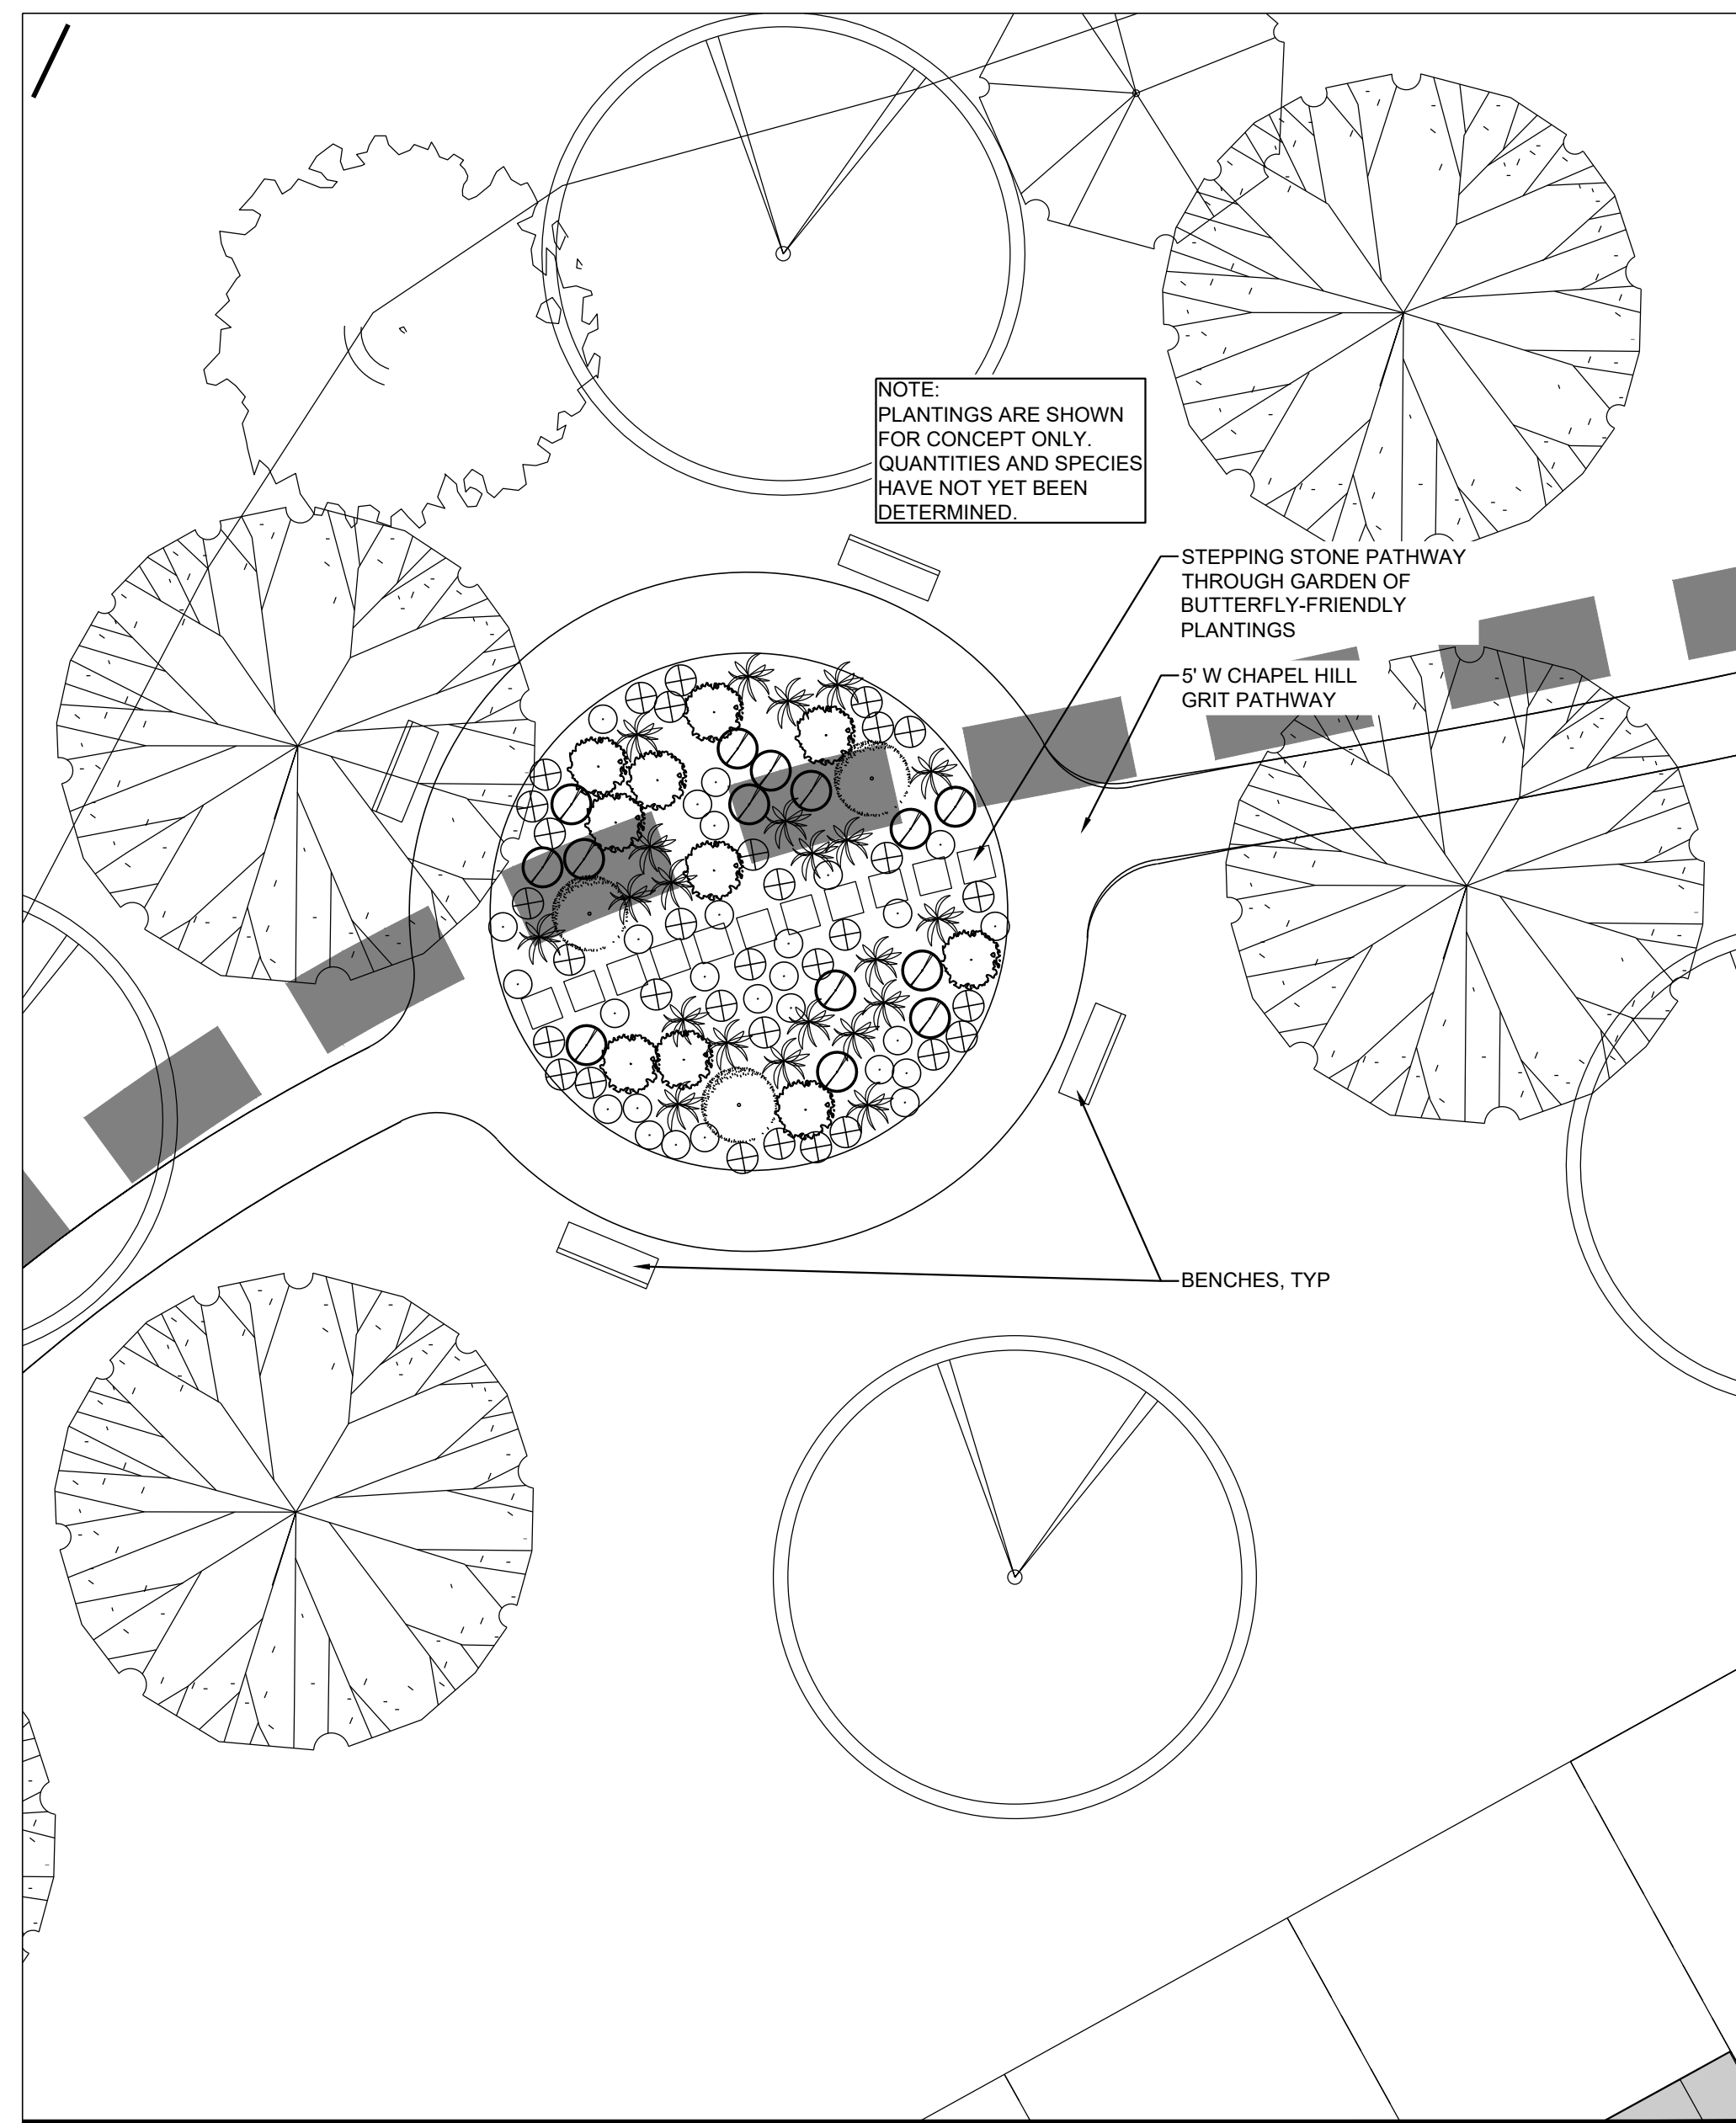 NOTE:
PLANTINGS ARE SHOWN
FOR CONCEPT ONLY.
QUANTITIES AND SPECIES
HAVE NOT YET BEEN
DETERMINED.
STEPPING STONE PATHWAY
THROUGH GARDEN OF
BUTTERFLY-FRIENDLY
PLANTINGS
5' W CHAPEL HILL
GRIT PATHWAY
BENCHES, TYP